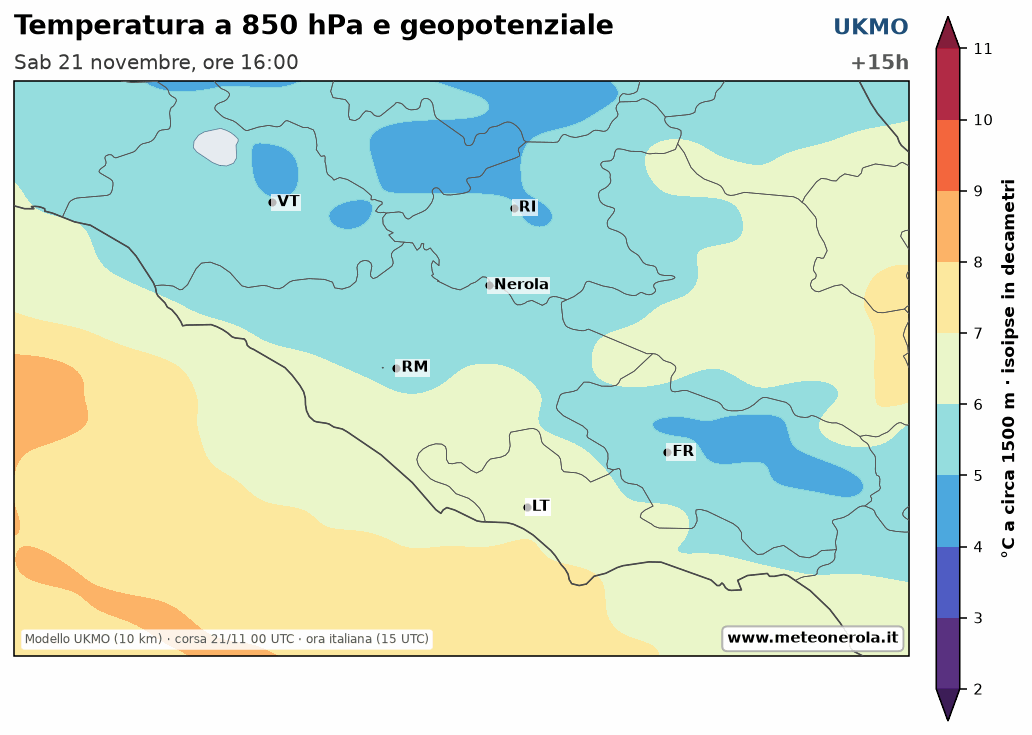 Temperatura a 850 hPa e geopotenziale
UKMO
Sab 21 novembre, ore 16:00
+15h
VT
RI
Nerola
RM
FR
LT
Modello UKMO (10 km) · corsa 21/11 00 UTC · ora italiana (15 UTC)
www.meteonerola.it
11
10
9
8
7
6
5
4
3
2
°C a circa 1500 m · isoipse in decametri